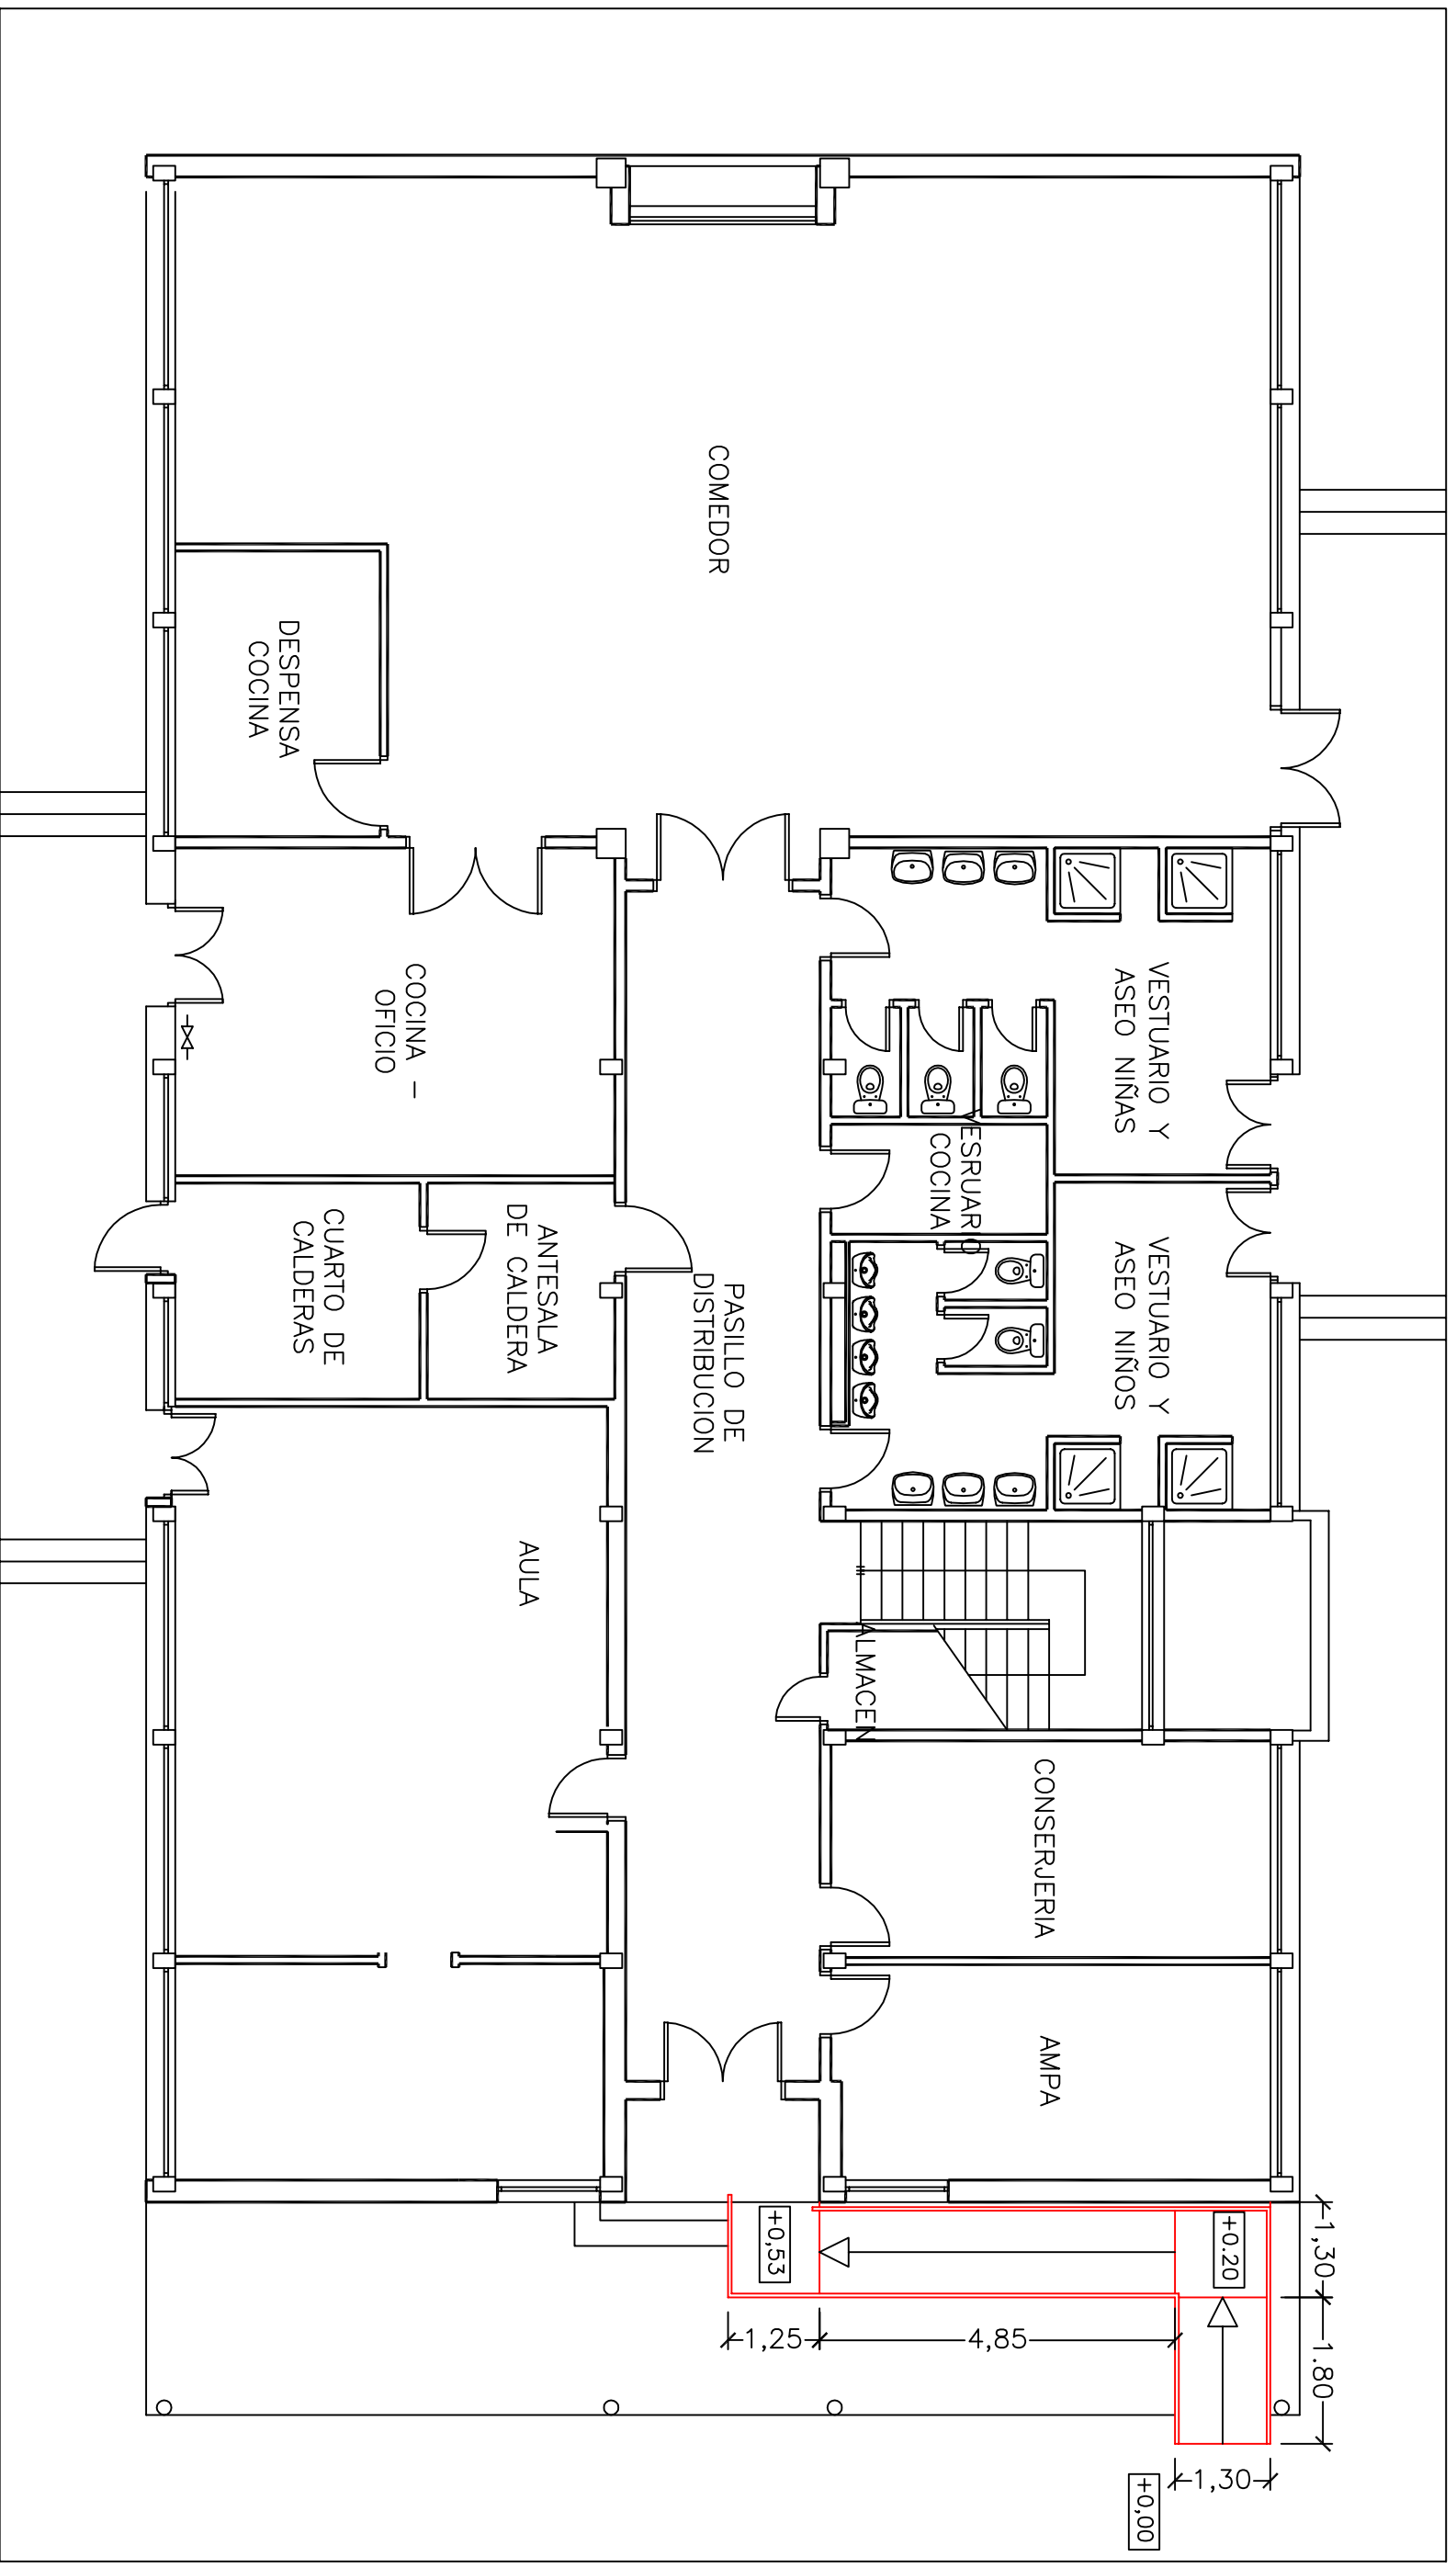 COMEDOR
DESPENSA
COCINA
COCINA –
OFICIO
VESTUARIO Y
ASEO NIÑAS
VESRUARIO
COCINA
VESTUARIO Y
ASEO NIÑOS
ANTESALA
DE CALDERA
CUARTO DE
CALDERAS
PASILLO DE
DISTRIBUCION
AULA
ALMACEN
CONSERJERIA
AMPA
+0,53
+0.20
1,30
1.80
1,25
4,85
1,30
+0,00